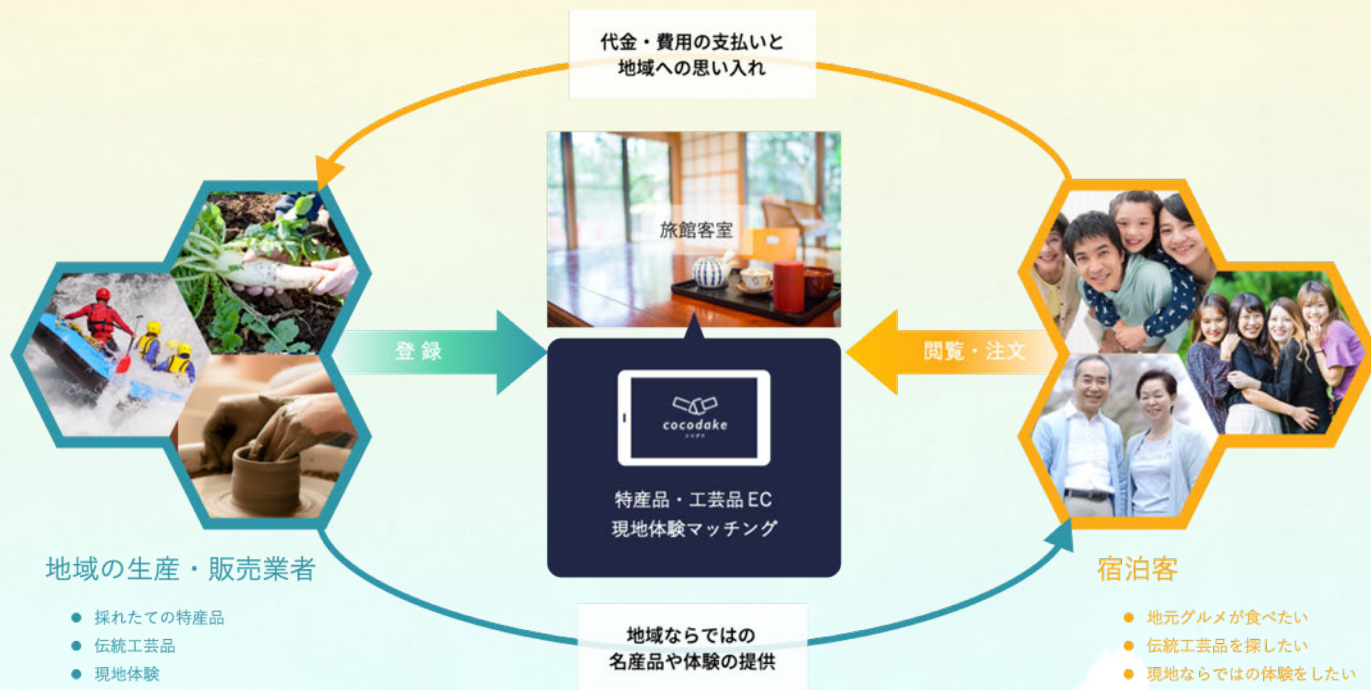 代金・費用の支払いと
地域への思い入れ
旅館客室
登録
閲覧・注文
cocodake
ココダケ
特産品・工芸品EC
現地体験マッチング
地域の生産・販売業者
● 採れたての特産品
● 伝統工芸品
● 現地体験
宿泊客
● 地元グルメが食べたい
● 伝統工芸品を探したい
● 現地ならではの体験をしたい
地域ならではの
名産品や体験の提供